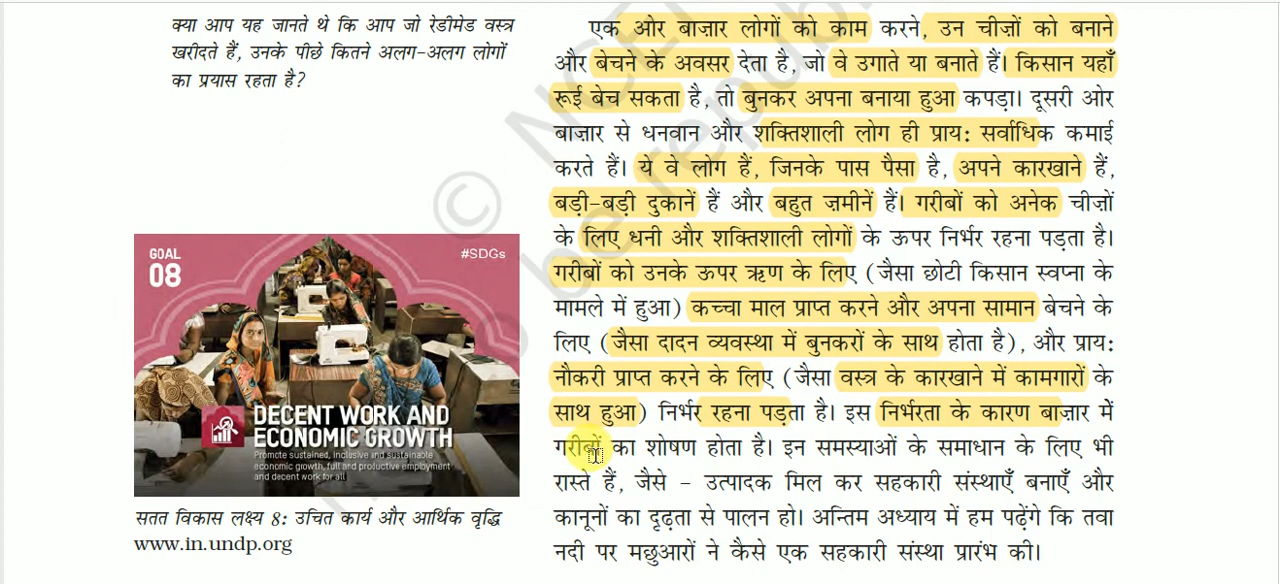 क्या आप यह जानते थे कि आप जो रेडीमेड वस्त्र
खरीदते हैं, उनके पीछे कितने अलग-अलग लोगों
का प्रयास रहता है?
GOAL
08
#SDGs
DECENT WORK AND
ECONOMIC GROWTH
Promote sustained, inclusive and sustainable
economic growth, full and productive employment
and decent work for all
सतत विकास लक्ष्य 8: उचित कार्य और आर्थिक वृद्धि
www.in.undp.org
एक ओर बाज़ार लोगों को काम करने, उन चीज़ों को बनाने
और बेचने के अवसर देता है, जो वे उगाते या बनाते हैं। किसान यहाँ
रूई बेच सकता है, तो बुनकर अपना बनाया हुआ कपड़ा। दूसरी ओर
बाज़ार से धनवान और शक्तिशाली लोग ही प्राय: सर्वाधिक कमाई
करते हैं। ये वे लोग हैं, जिनके पास पैसा है, अपने कारखाने हैं,
बड़ी-बड़ी दुकानें हैं और बहुत ज़मीनें हैं। गरीबों को अनेक चीज़ों
के लिए धनी और शक्तिशाली लोगों के ऊपर निर्भर रहना पड़ता है।
गरीबों को उनके ऊपर ऋण के लिए (जैसा छोटी किसान स्वप्ना के
मामले में हुआ) कच्चा माल प्राप्त करने और अपना सामान बेचने के
लिए (जैसा दादन व्यवस्था में बुनकरों के साथ होता है), और प्राय:
नौकरी प्राप्त करने के लिए (जैसा वस्त्र के कारखाने में कामगारों के
साथ हुआ) निर्भर रहना पड़ता है। इस निर्भरता के कारण बाज़ार में
गरीबों का शोषण होता है। इन समस्याओं के समाधान के लिए भी
रास्ते हैं, जैसे – उत्पादक मिल कर सहकारी संस्थाएँ बनाएँ और
कानूनों का दृढ़ता से पालन हो। अन्तिम अध्याय में हम पढ़ेंगे कि तवा
नदी पर मछुआरों ने कैसे एक सहकारी संस्था प्रारंभ की।